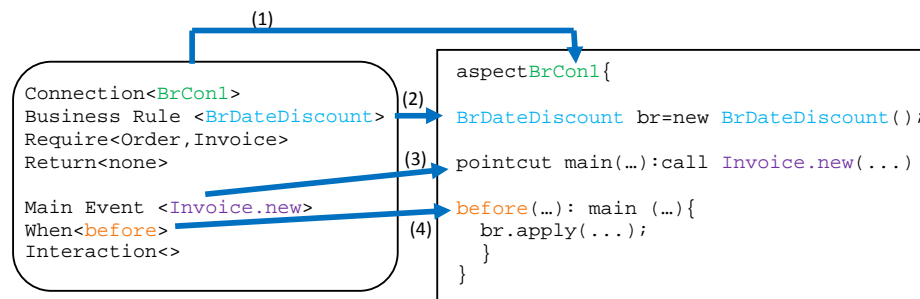 (1)
Connection<BrCon1>
Business Rule <BrDateDiscount>
Require<Order,Invoice>
Return<none>
Main Event <Invoice.new>
When<before>
Interaction<>
(2)
(3)
(4)
aspectBrCon1{
BrDateDiscount br=new BrDateDiscount();
pointcut main(…):call Invoice.new(...)
before(…): main (…){
br.apply(...);
}
}